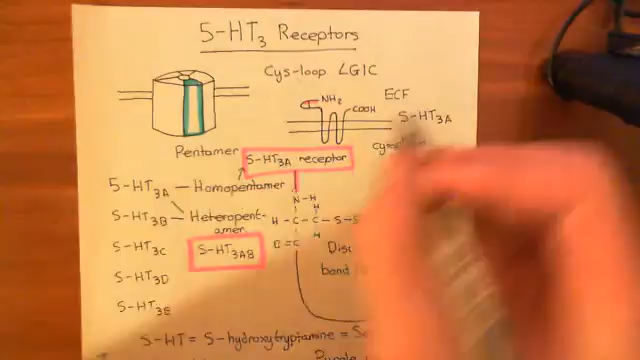 5-HT3 Receptors
Cys-loop LGIC
NH2
COOH
ECF
5-HT3A
Pentamer
5-HT3A receptor
5-HT3A — Homopentamer
5-HT3B — Heteropent-
amer
5-HT3C
5-HT3AB
5-HT3D
5-HT3E
N-H
H
H-C-C-S-S
H
O=C
bond
5-HT = 5-hydroxytryptamine =